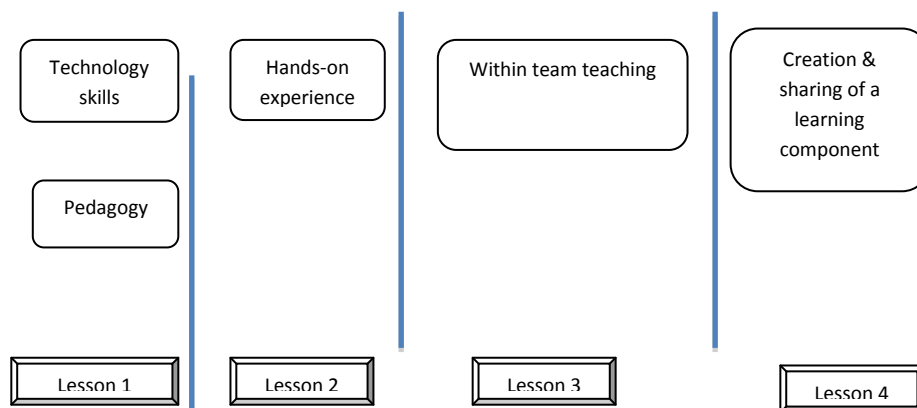 Technology
skills
Pedagogy
Hands-on
experience
Within team teaching
Creation &
sharing of a
learning
component
Lesson 1
Lesson 2
Lesson 3
Lesson 4